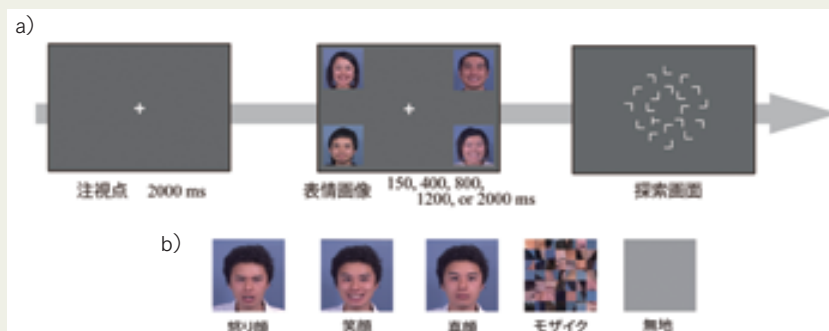 a)
注視点 2000 ms
表情画像 150, 400, 800,
1200, or 2000 ms
探索画面
b)
怒り顔
笑顔
真顔
モザイク
無地